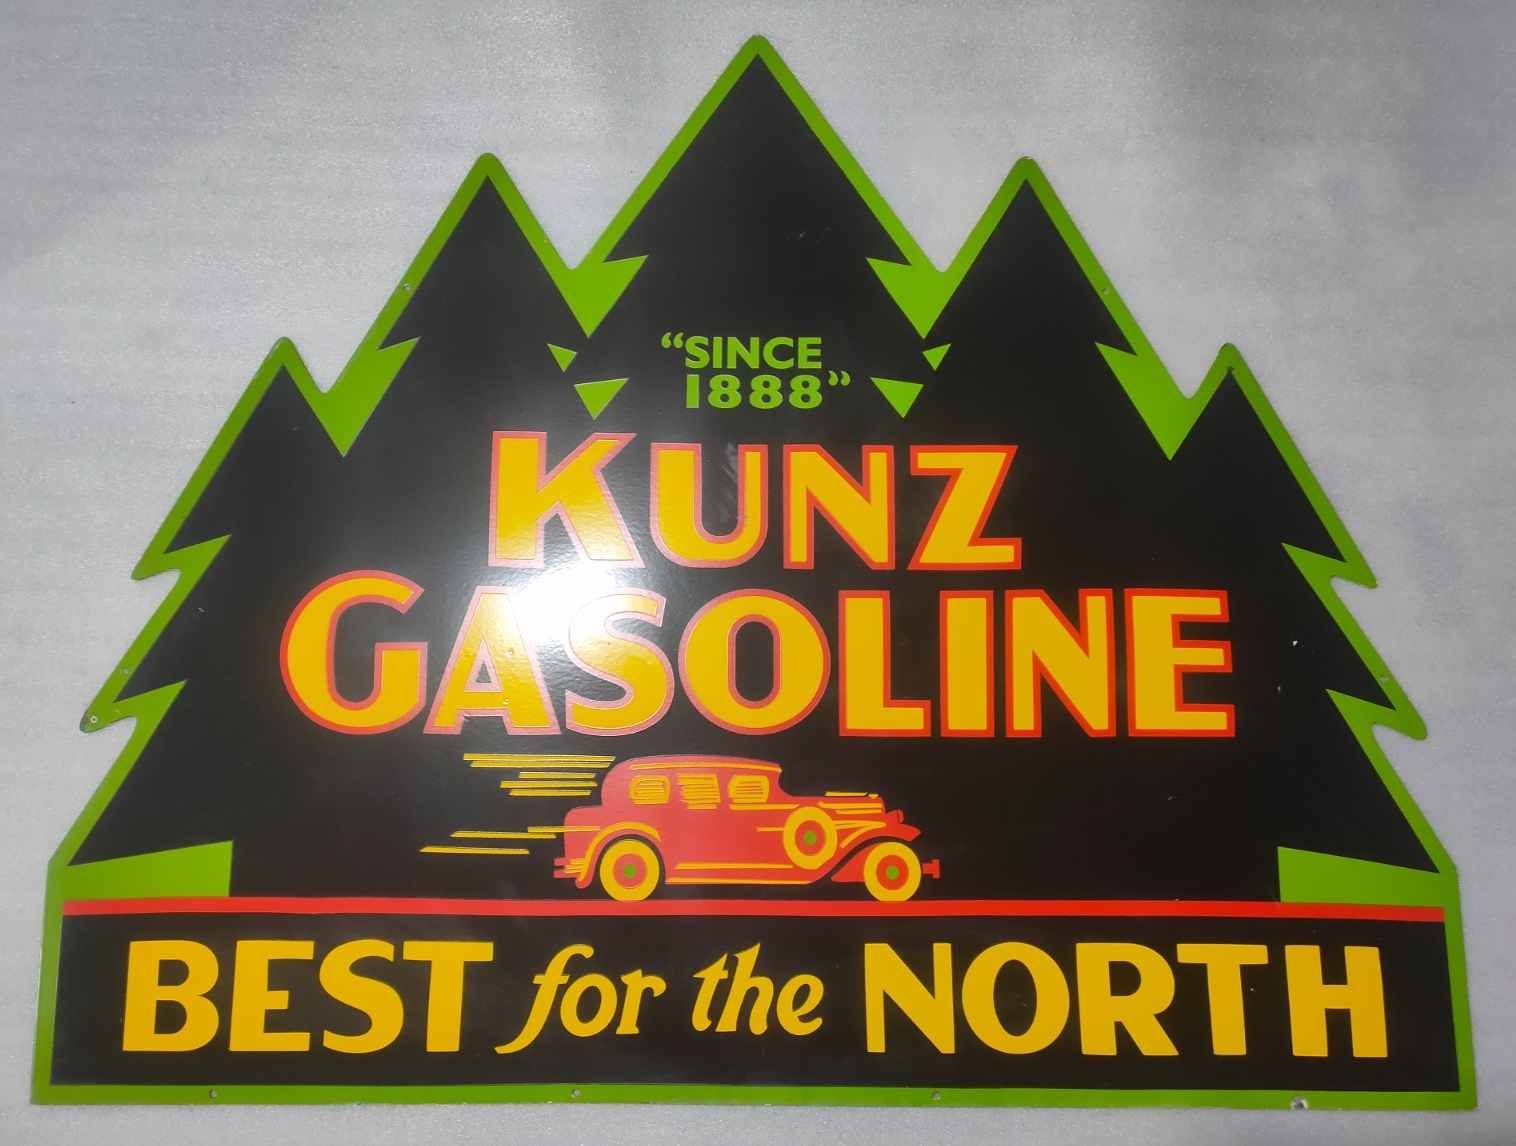 “SINCE
1888”
KUNZ
GASOLINE
BEST for the NORTH